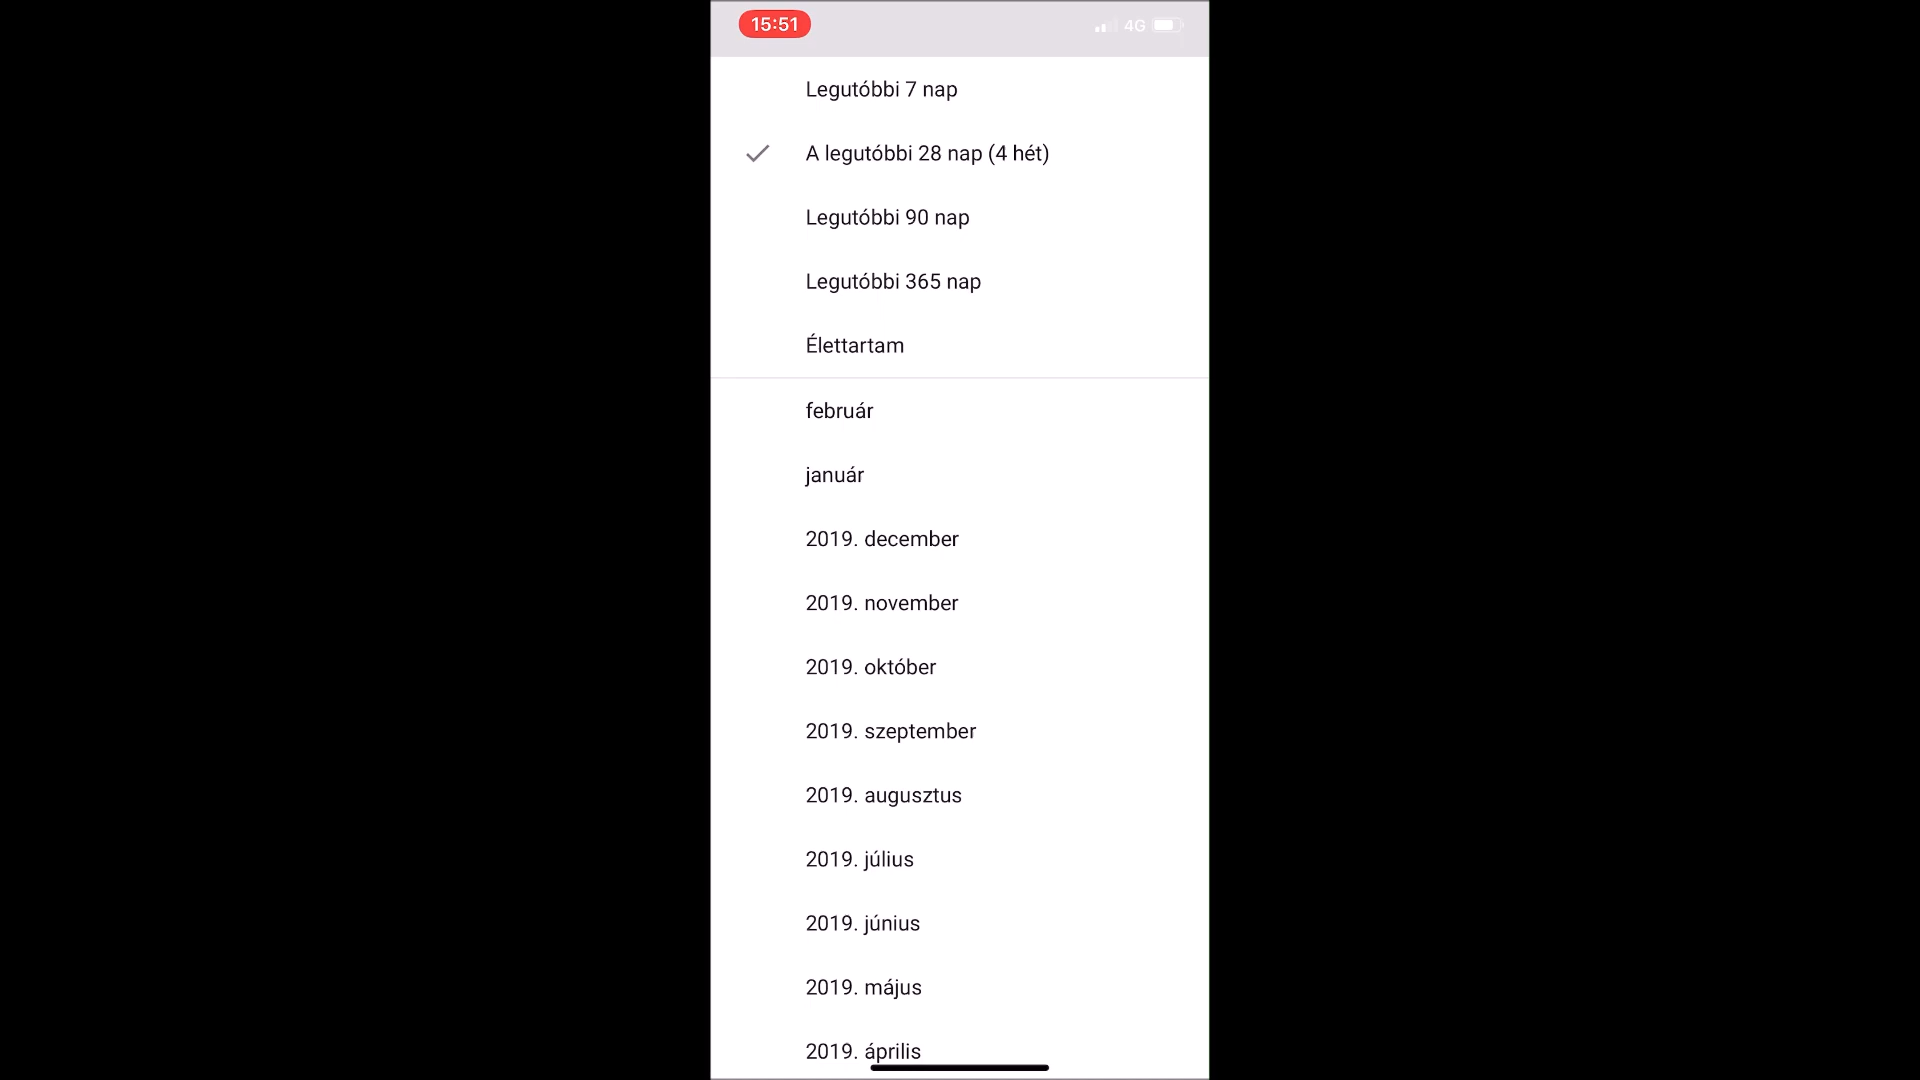 15:51
4G
Legutóbbi 7 nap
A legutóbbi 28 nap (4 hét)
Legutóbbi 90 nap
Legutóbbi 365 nap
Élettartam
február
január
2019. december
2019. november
2019. október
2019. szeptember
2019. augusztus
2019. július
2019. június
2019. május
2019. április